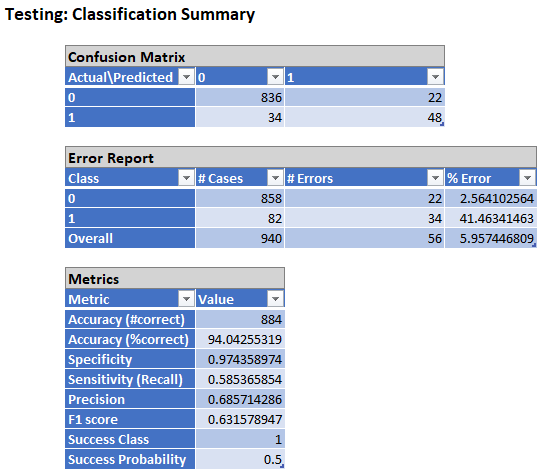 Testing: Classification Summary
Confusion Matrix
Actual\Predicted 0 1
0 836 22
1 34 48
Error Report
Class # Cases # Errors % Error
0 858 22 2.564102564
1 82 34 41.46341463
Overall 940 56 5.957446809
Metrics
Metric Value
Accuracy (#correct) 884
Accuracy (%correct) 94.04255319
Specificity 0.974358974
Sensitivity (Recall) 0.585365854
Precision 0.685714286
F1 score 0.631578947
Success Class 1
Success Probability 0.5